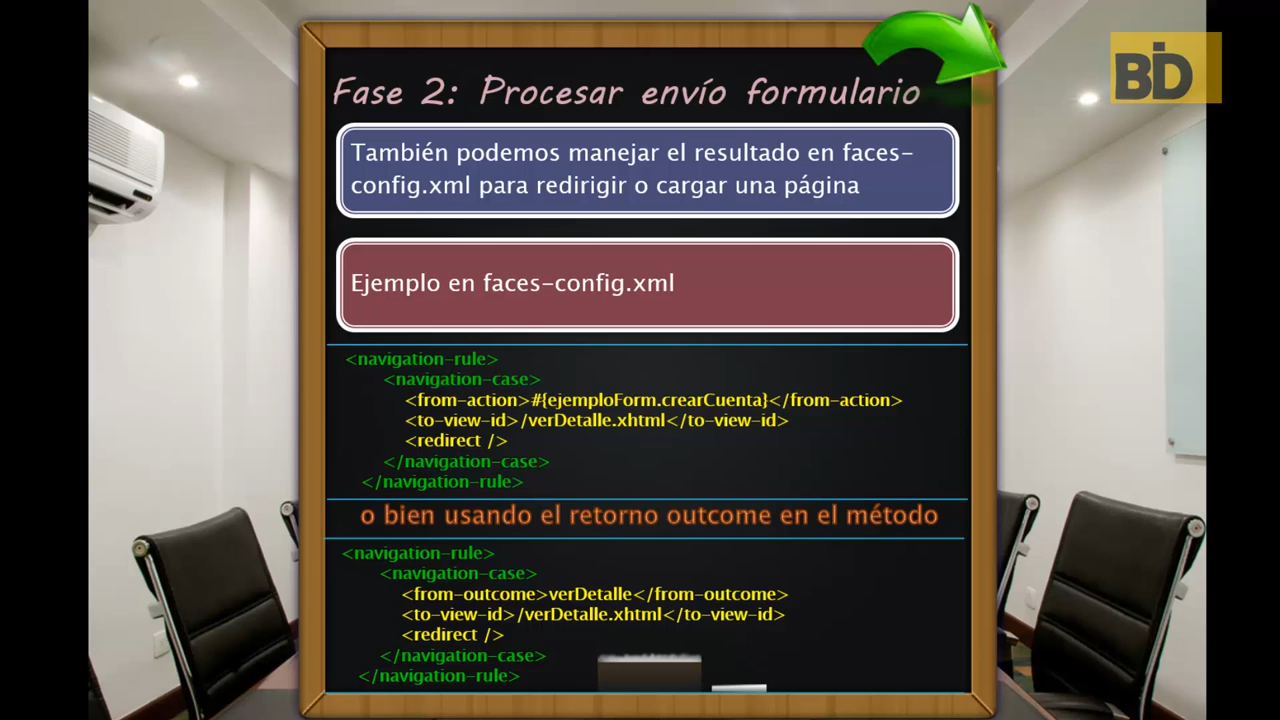 BID
Fase 2: Procesar envío formulario
También podemos manejar el resultado en faces-
config.xml para redirigir o cargar una página
Ejemplo en faces-config.xml
<navigation-rule>
<navigation-case>
<from-action>#{ejemploForm.crearCuenta}</from-action>
<to-view-id>/verDetalle.xhtml</to-view-id>
<redirect />
</navigation-case>
</navigation-rule>
o bien usando el retorno outcome en el método
<navigation-rule>
<navigation-case>
<from-outcome>verDetalle</from-outcome>
<to-view-id>/verDetalle.xhtml</to-view-id>
<redirect />
</navigation-case>
</navigation-rule>